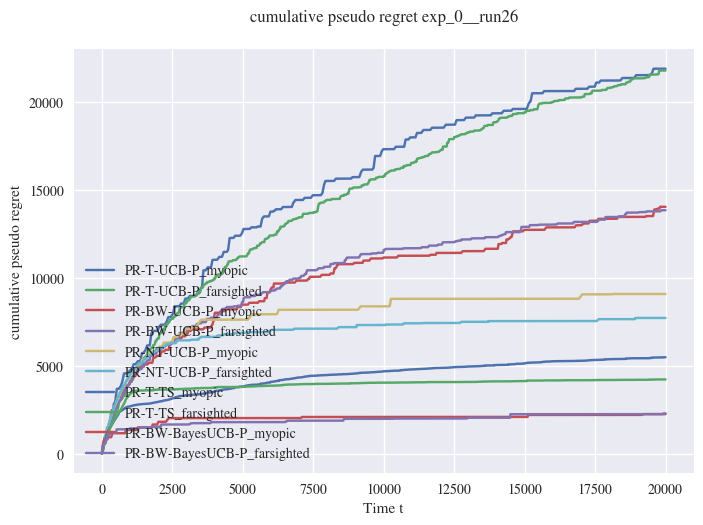 cumulative pseudo regret exp_0__run26
cumulative pseudo regret
20000
15000
10000
5000
0
PR-T-UCB-P_myopic
PR-T-UCB-P_farsighted
PR-BW-UCB-P_myopic
PR-BW-UCB-P_farsighted
PR-NT-UCB-P_myopic
PR-NT-UCB-P_farsighted
PR-T-TS_myopic
PR-T-TS_farsighted
PR-BW-BayesUCB-P_myopic
PR-BW-BayesUCB-P_farsighted
0 2500 5000 7500 10000 12500 15000 17500 20000
Time t